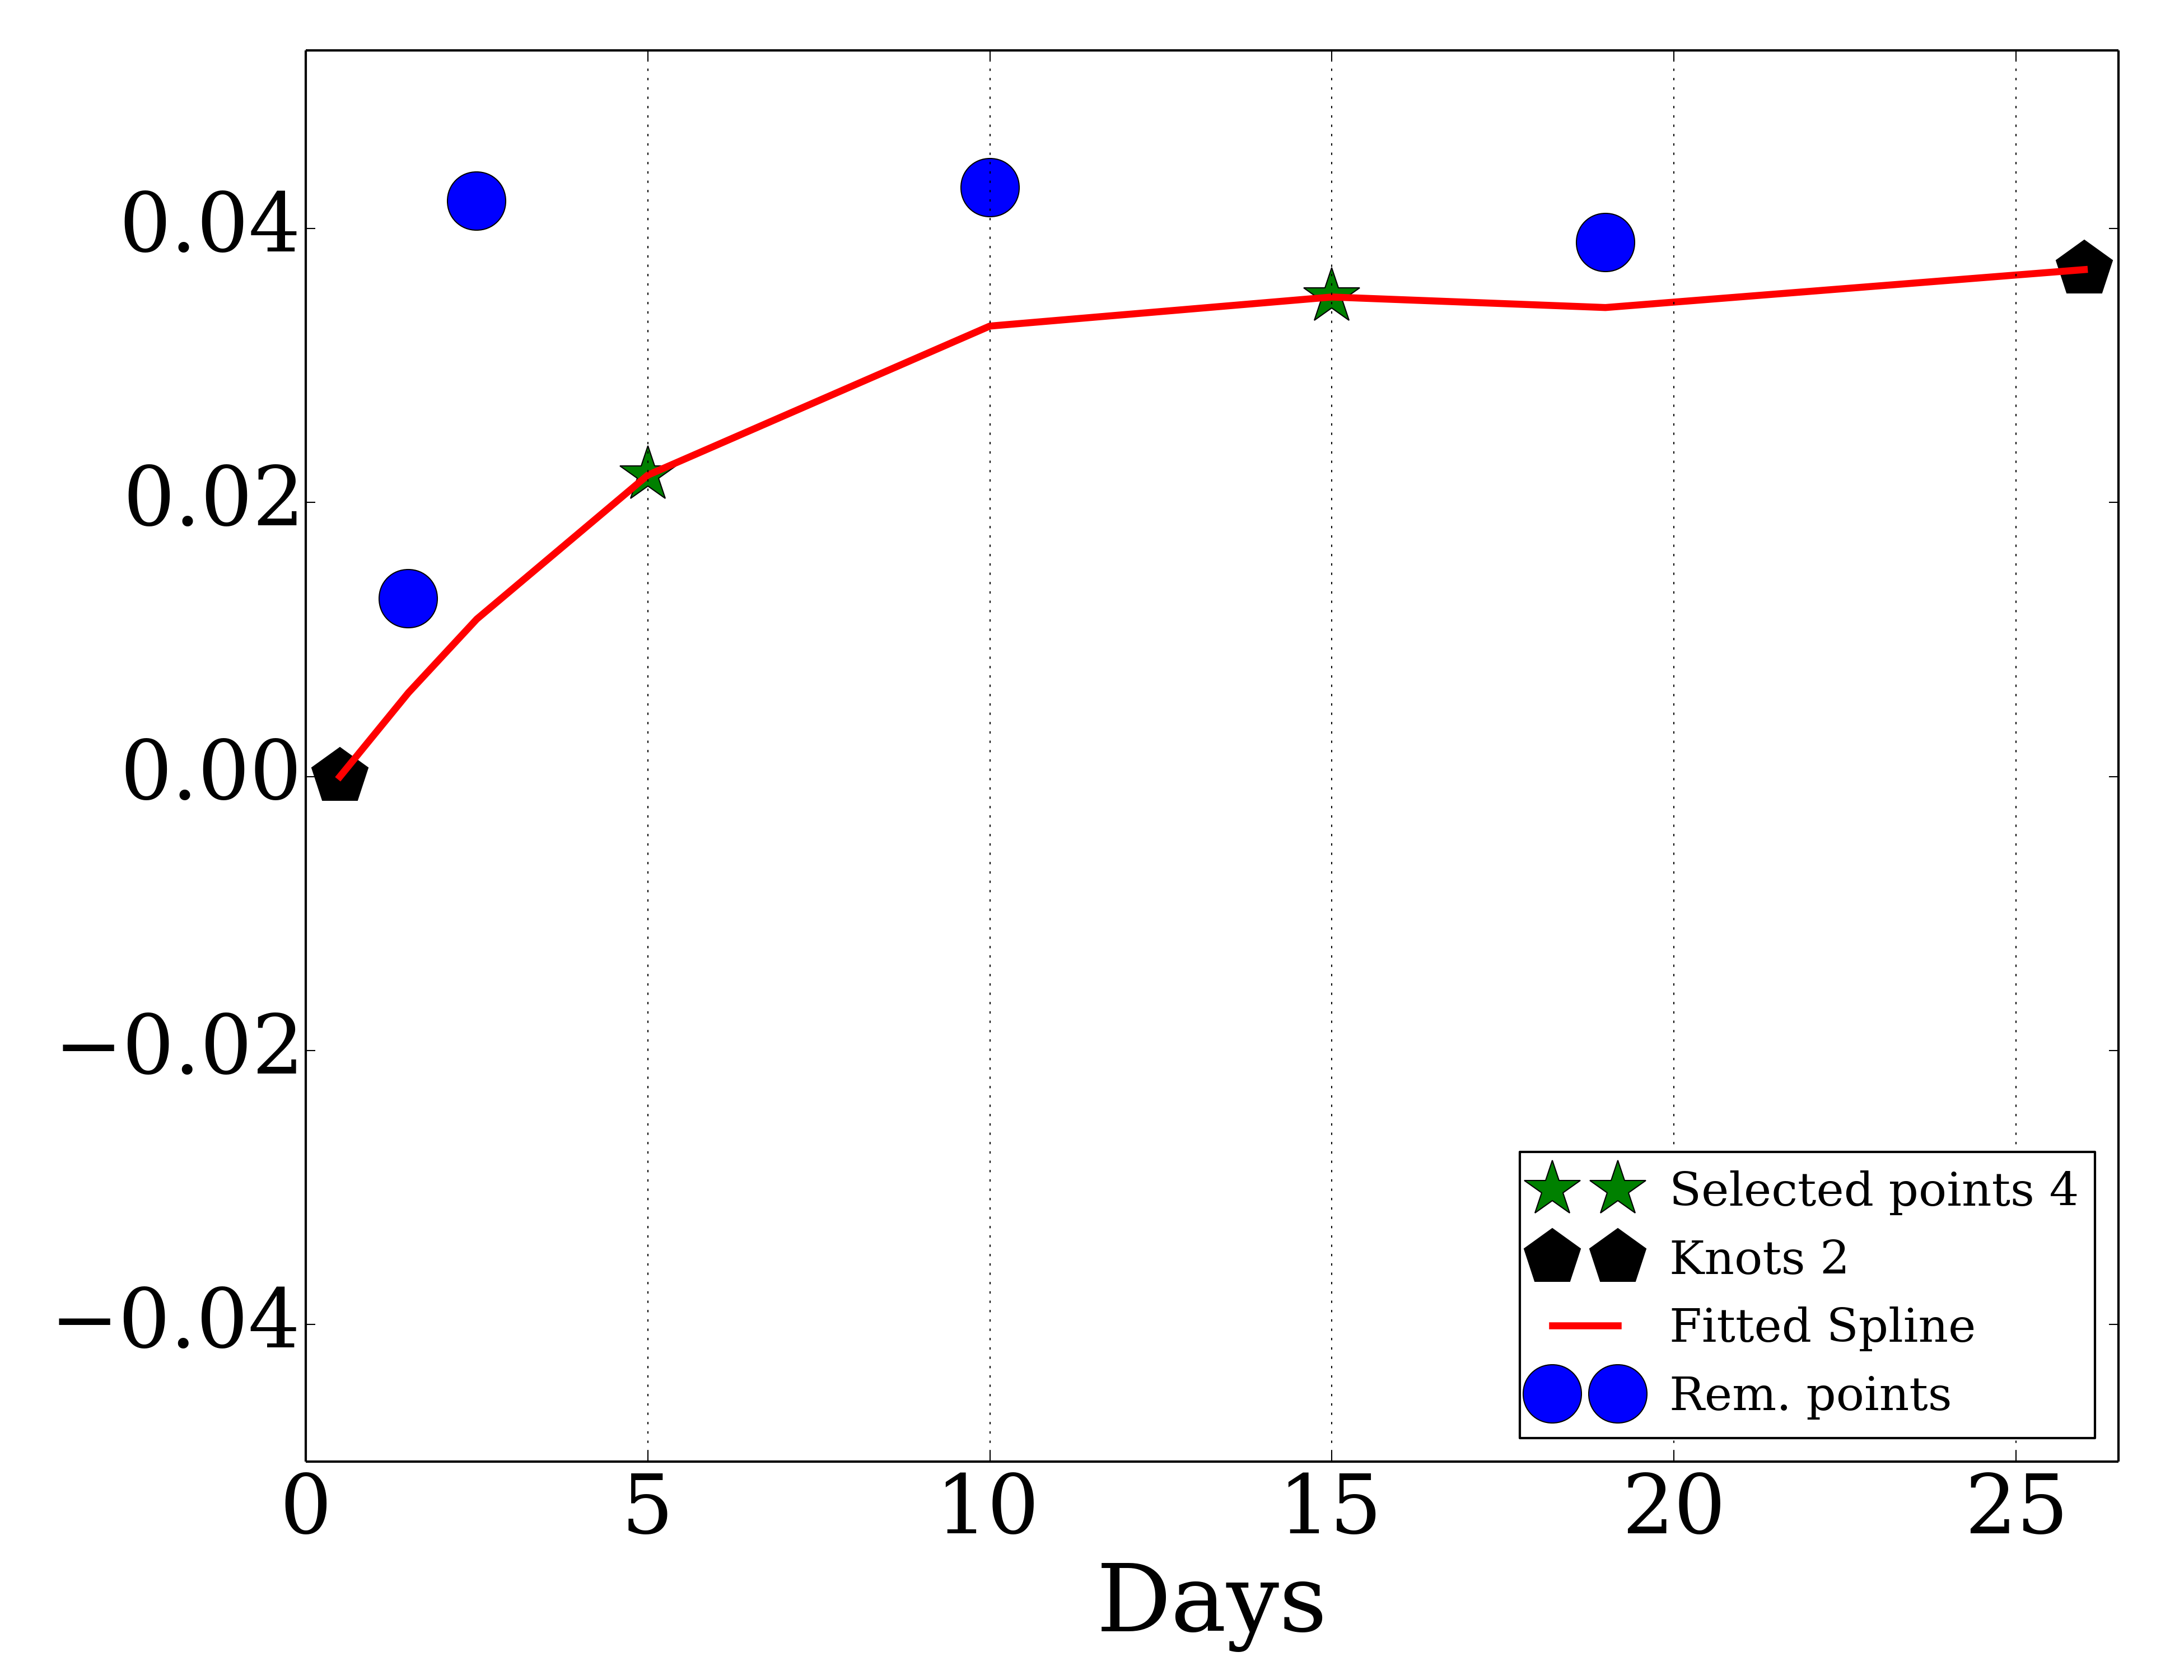 0.04
0.02
0.00
−0.02
−0.04
0 5 10 15 20 25
Days
Selected points 4
Knots 2
Fitted Spline
Rem. points